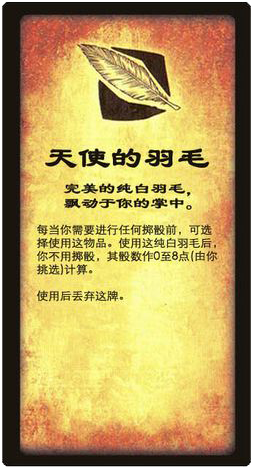 天使的羽毛
完美的纯白羽毛，
飘动于你的掌中。
每当你需要进行任何掷骰前，可选
择使用这物品。使用这纯白羽毛后，
你不用掷骰，其骰数作0至8点(由你
挑选)计算。
使用后丢弃这牌。